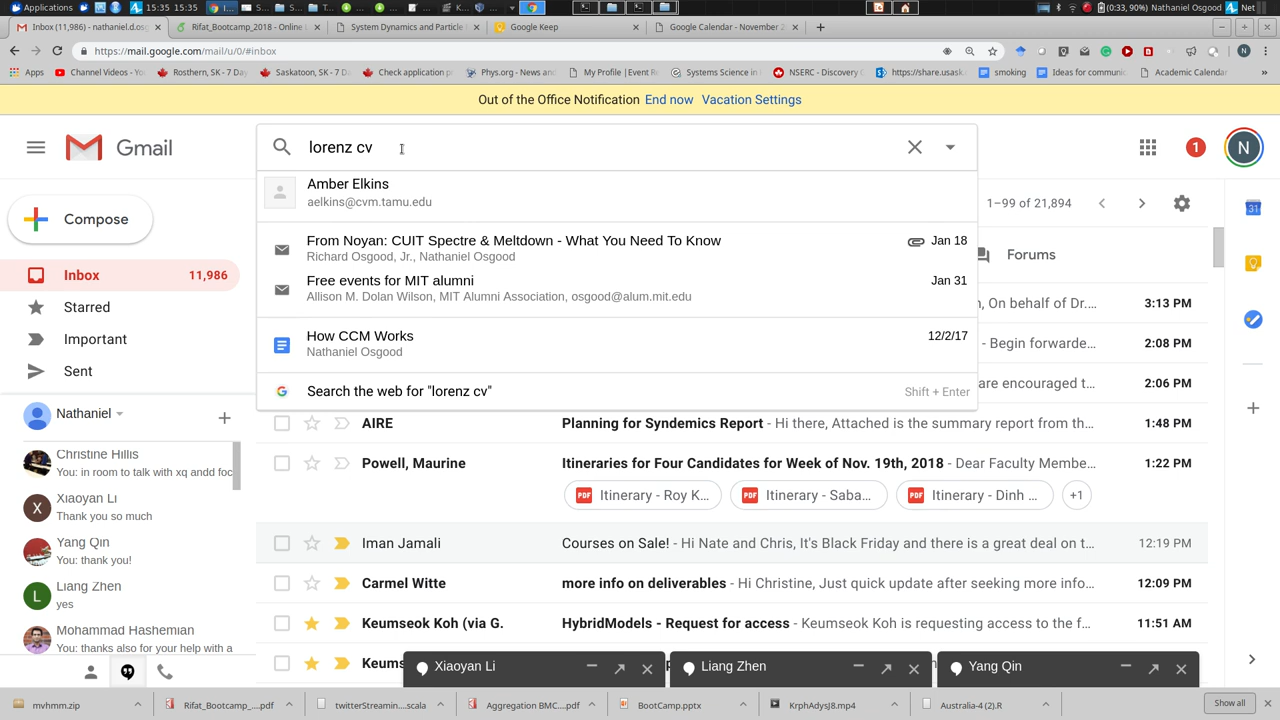 Applications 15:35 15:35 (0:33, 90%) Nathaniel Osgood Net
Inbox (11,986) - nathaniel.d.os Rifat_Bootcamp_2018 - Online System Dynamics and Particle Google Keep Google Calendar - November
https://mail.google.com/mail/u/0/#inbox
Apps Channel Videos - Yo Rosthern, SK - 7 Day Saskatoon, SK - 7 Da Check application p Phys.org - News an My Profile | Event R Systems Science in NSERC - Discovery https://share.usask. smoking Ideas for communic Academic Calendar »
Out of the Office Notification End now Vacation Settings
Gmail
lorenz cv
1
N
Amber Elkins
aelkins@cvm.tamu.edu
Compose
1–99 of 21,894
From Noyan: CUIT Spectre & Meltdown - What You Need To Know Jan 18
Richard Osgood, Jr., Nathaniel Osgood
Forums
Inbox 11,986
Free events for MIT alumni Jan 31
Allison M. Dolan Wilson, MIT Alumni Association, osgood@alum.mit.edu
Starred
n, On behalf of Dr.... 3:13 PM
Important
How CCM Works 12/2/17
Nathaniel Osgood
- Begin forwarde... 2:08 PM
Sent
are encouraged t... 2:06 PM
Search the web for "lorenz cv" Shift + Enter
Nathaniel
AIRE Planning for Syndemics Report - Hi there, Attached is the summary report from th... 1:48 PM
Christine Hillis
You: in room to talk with xq andd foc
Powell, Maurine Itineraries for Four Candidates for Week of Nov. 19th, 2018 - Dear Faculty Membe... 1:22 PM
PDF Itinerary - Roy K... PDF Itinerary - Saba... PDF Itinerary - Dinh ... +1
Xiaoyan Li
Thank you so much
Yang Qin
You: thank you!
Iman Jamali Courses on Sale! - Hi Nate and Chris, It's Black Friday and there is a great deal on t... 12:19 PM
Liang Zhen
yes
Carmel Witte more info on deliverables - Hi Christine, Just quick update after seeking more info... 12:09 PM
Keumseok Koh (via G. HybridModels - Request for access - Keumseok Koh is requesting access to the f... 11:51 AM
Mohammad Hashemian
You: thanks also for your help with a
Keums
Xiaoyan Li Liang Zhen Yang Qin
mvhmm.zip Rifat_Bootcamp_....pdf twitterStreamin....scala Aggregation BMC....pdf BootCamp.pptx KrphAdysJ8.mp4 Australia-4 (2).R Show all